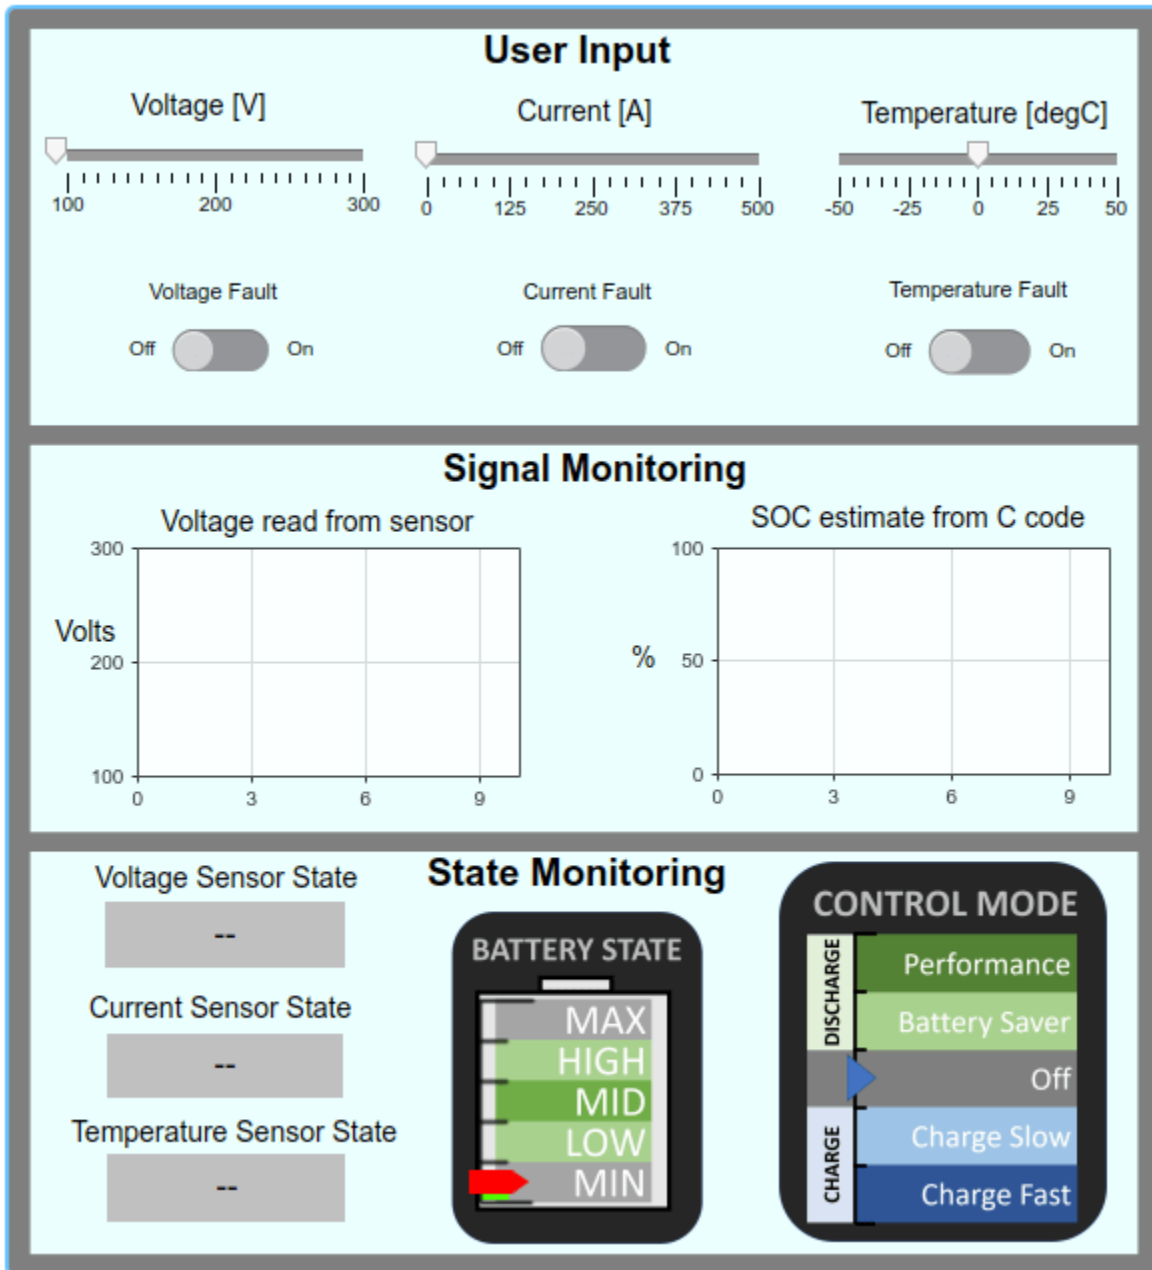 User Input
Voltage [V]
Current [A]
Temperature [degC]
100 200 300
0 125 250 375 500
-50 -25 0 25 50
Voltage Fault
Off On
Current Fault
Off On
Temperature Fault
Off On
Signal Monitoring
Voltage read from sensor
300
Volts
200
100
0 3 6 9
SOC estimate from C code
100
% 50
0
0 3 6 9
State Monitoring
Voltage Sensor State
--
Current Sensor State
--
Temperature Sensor State
--
BATTERY STATE
MAX
HIGH
MID
LOW
MIN
CONTROL MODE
DISCHARGE
Performance
Battery Saver
Off
CHARGE
Charge Slow
Charge Fast